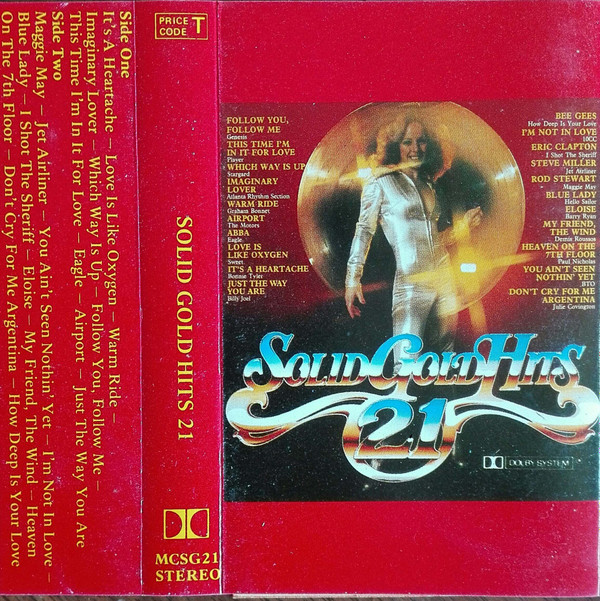 Side One
It's A Heartache – Love Is Like Oxygen – Warm Ride –
Imaginary Lover – Which Way Is Up – Follow You, Follow Me –
This Time I'm In It For Love – Eagle – Airport – Just The Way You Are
Side Two
Maggie May – Jet Airliner – You Ain't Seen Nothin' Yet – I'm Not In Love –
Blue Lady – I Shot The Sheriff – Eloise – My Friend, The Wind – Heaven
On The 7th Floor – Don't Cry For Me Argentina – How Deep Is Your Love
PRICE
CODE T
SOLID GOLD HITS 21
MCSG21
STEREO
FOLLOW YOU,
FOLLOW ME
Genesis
THIS TIME I'M
IN IT FOR LOVE
Player
WHICH WAY IS UP
Stargard
IMAGINARY
LOVER
Atlanta Rhythm Section
WARM RIDE
Graham Bonnet
AIRPORT
The Motors
ABBA
Eagle
LOVE IS
LIKE OXYGEN
Sweet
IT'S A HEARTACHE
Bonnie Tyler
JUST THE WAY
YOU ARE
Billy Joel
BEE GEES
How Deep Is Your Love
I'M NOT IN LOVE
10CC
ERIC CLAPTON
I Shot The Sheriff
STEVE MILLER
Jet Airliner
ROD STEWART
Maggie May
BLUE LADY
Hello Sailor
ELOISE
Barry Ryan
MY FRIEND,
THE WIND
Demis Roussos
HEAVEN ON THE
7TH FLOOR
Paul Nicholas
YOU AIN'T SEEN
NOTHIN' YET
BTO
DON'T CRY FOR ME
ARGENTINA
Julie Covington
SOLID GOLD HITS
21
DOLBY SYSTEM